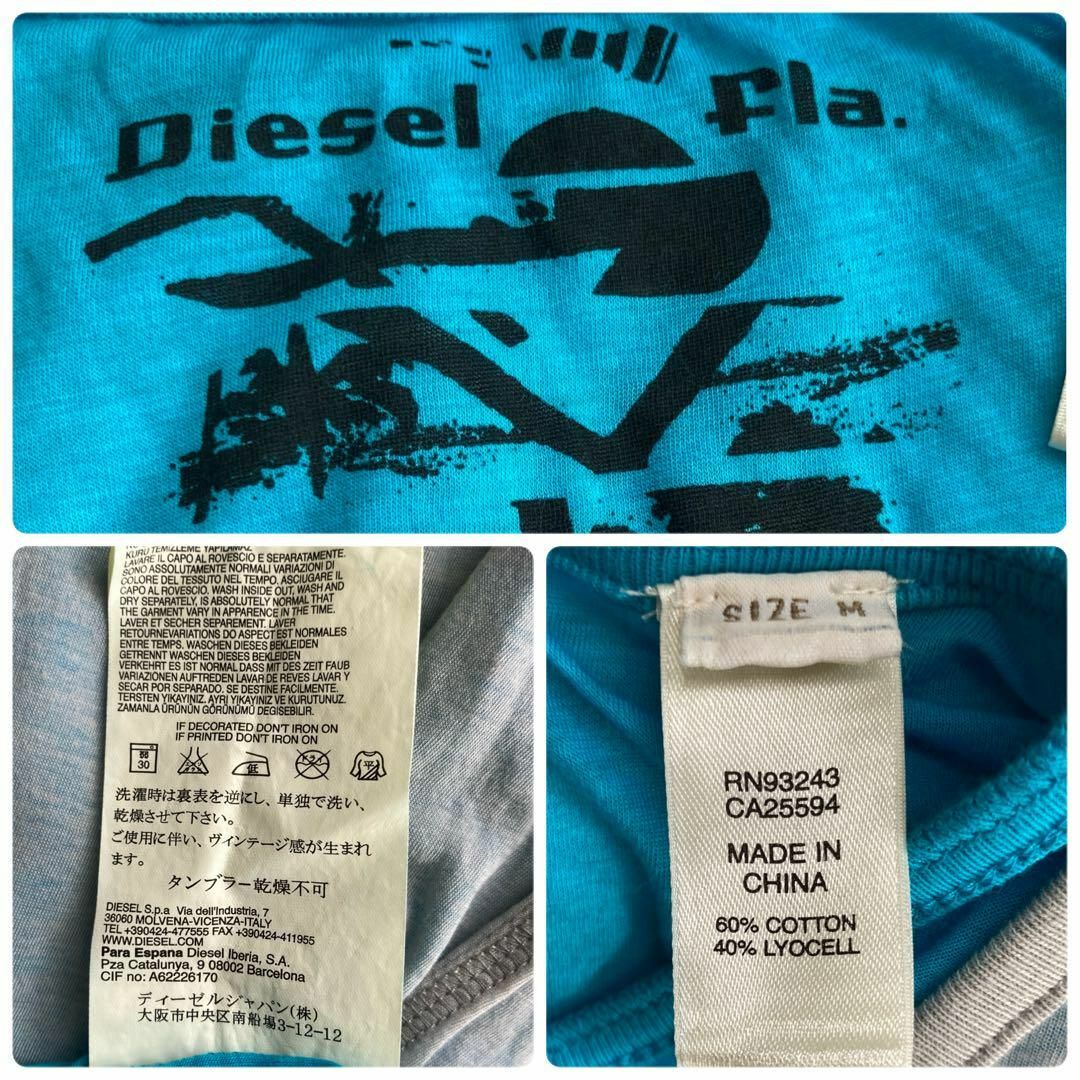 Diesel Fla.
KURU TEMIZLEME YAPILAMAZ
LAVARE IL CAPO AL ROVESCIO E SEPARATAMENTE.
SONO ASSOLUTAMENTE NORMALI VARIAZIONI DI
COLORE DEL TESSUTO NEL TEMPO. ASCIUGARE IL
CAPO AL ROVESCIO. WASH INSIDE OUT, WASH AND
DRY SEPARATELY, IS ABSOLUTELY NORMAL THAT
THE GARMENT VARY IN APPARENCE IN THE TIME.
LAVER ET SECHER SEPAREMENT. LAVER
RETOURNEVARIATIONS DO ASPECT EST NORMALES
ENTRE TEMPS. WASCHEN DIESES BEKLEIDEN
GETRENNT WASCHEN DIESES BEKLEIDEN
VERKEHRT ES IST NORMAL DASS MIT DES ZEIT FAUB
VARIAZIONEN AUFTREDEN LAVAR DE REVES LAVAR Y
SECAR POR SEPARADO. SE DESTINE FACILMENTE.
TERSTEN YIKAYINIZ. AYRI YIKAYINIZ VE KURUTUNUZ.
ZAMANLA ÜRÜNÜN GÖRÜNÜMÜ DEGISEBILIR.
IF DECORATED DON'T IRON ON
IF PRINTED DON'T IRON ON
弱 30 低 ドライ 平
洗濯時は裏表を逆にし、単独で洗い、
乾燥させて下さい。
ご使用に伴い、ヴィンテージ感が生まれ
ます。
タンブラー乾燥不可
DIESEL S.p.a Via dell'Industria, 7
36060 MOLVENA-VICENZA-ITALY
TEL +390424-477555 FAX +390424-411955
WWW.DIESEL.COM
Para Espana Diesel Iberia, S.A.
Pza Catalunya, 9 08002 Barcelona
CIF no: A62226170
ディーゼルジャパン(株)
大阪市中央区南船場3-12-12
SIZE M
RN93243
CA25594
MADE IN
CHINA
60% COTTON
40% LYOCELL